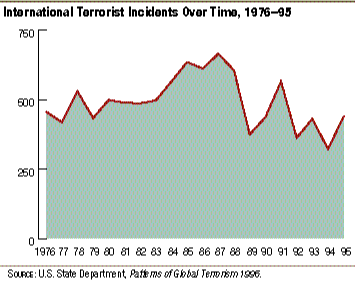 International Terrorist Incidents Over Time, 1976–95
750
500
250
0
1976 77 78 79 80 81 82 83 84 85 86 87 88 89 90 91 92 93 94 95
SOURCE: U.S. State Department, Patterns of Global Terrorism 1996.